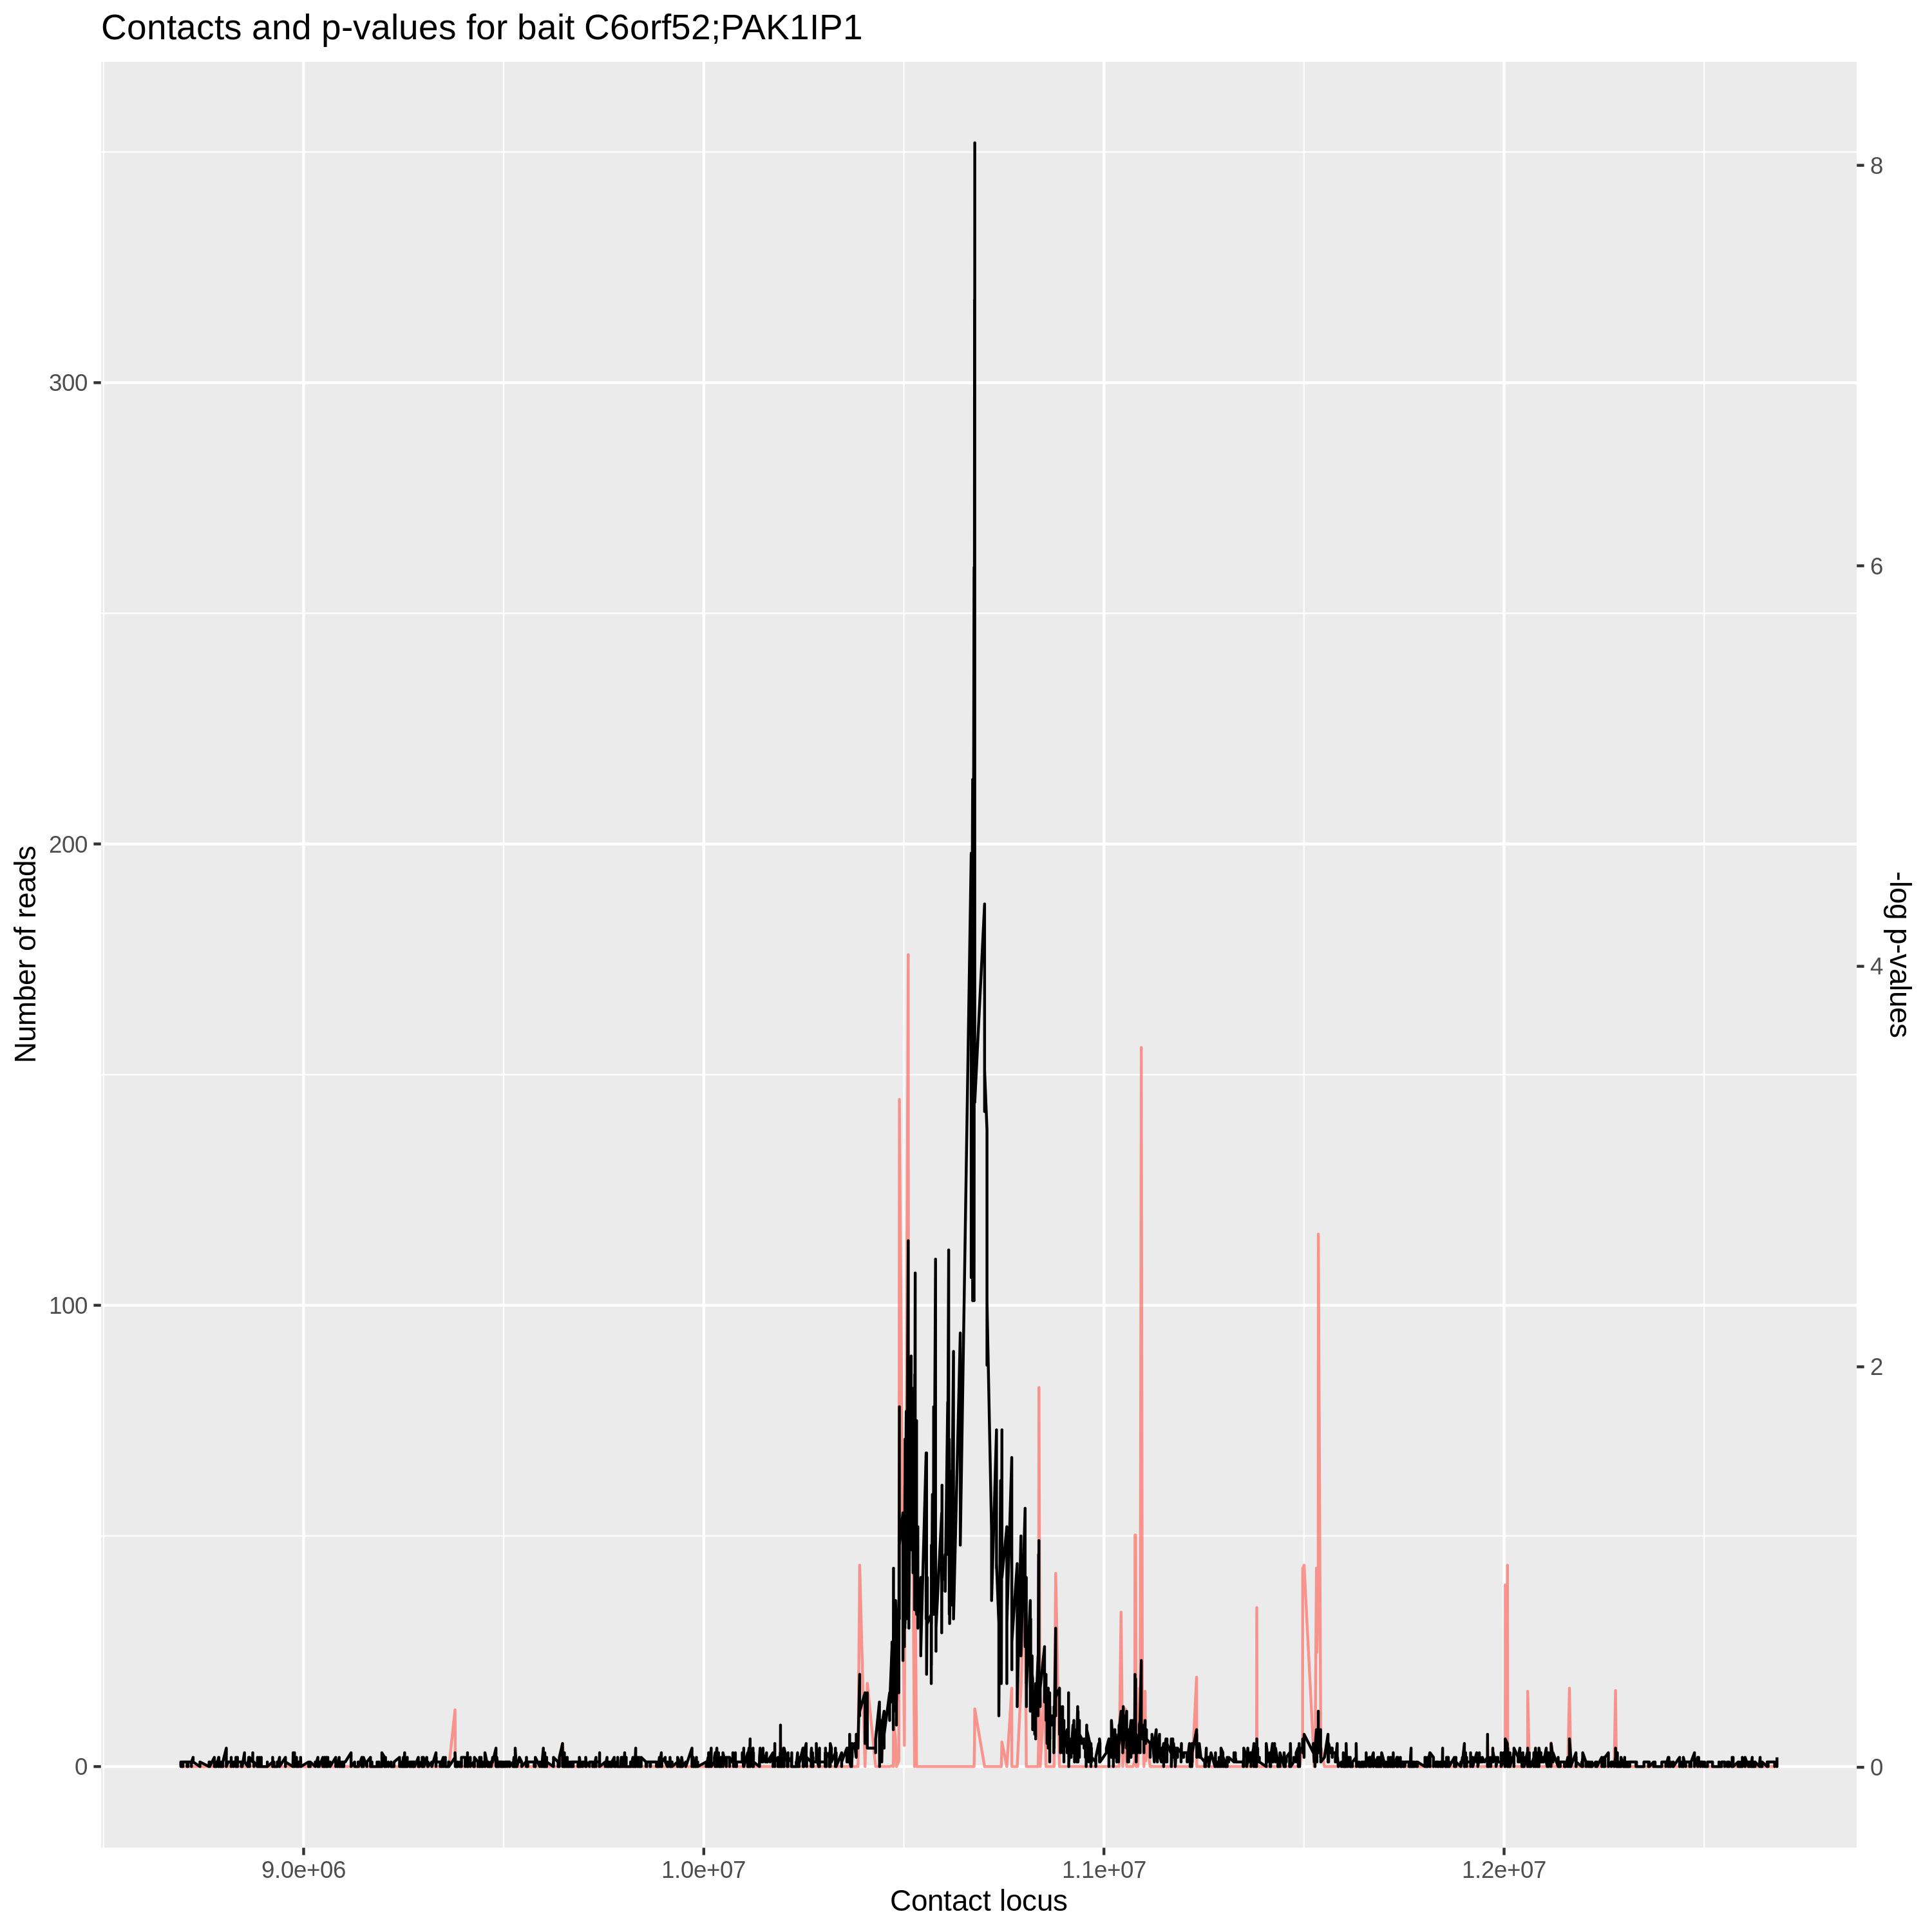 Contacts and p-values for bait C6orf52;PAK1IP1
Number of reads
300
200
100
0
8
6
4
2
0
-log p-values
9.0e+06
1.0e+07
1.1e+07
1.2e+07
Contact locus